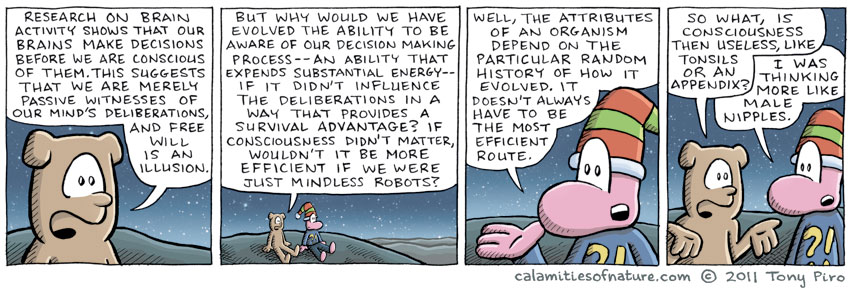 RESEARCH ON BRAIN
ACTIVITY SHOWS THAT OUR
BRAINS MAKE DECISIONS
BEFORE WE ARE CONSCIOUS
OF THEM. THIS SUGGESTS
THAT WE ARE MERELY
PASSIVE WITNESSES OF
OUR MIND'S DELIBERATIONS,
AND FREE
WILL
IS AN
ILLUSION.
BUT WHY WOULD WE HAVE
EVOLVED THE ABILITY TO BE
AWARE OF OUR DECISION MAKING
PROCESS--AN ABILITY THAT
EXPENDS SUBSTANTIAL ENERGY--
IF IT DIDN'T INFLUENCE
THE DELIBERATIONS IN A
WAY THAT PROVIDES A
SURVIVAL ADVANTAGE? IF
CONSCIOUSNESS DIDN'T MATTER,
WOULDN'T IT BE MORE
EFFICIENT IF WE WERE
JUST MINDLESS ROBOTS?
WELL, THE ATTRIBUTES
OF AN ORGANISM
DEPEND ON THE
PARTICULAR RANDOM
HISTORY OF HOW IT
EVOLVED. IT
DOESN'T ALWAYS
HAVE TO BE
THE MOST
EFFICIENT
ROUTE.
?!
SO WHAT, IS
CONSCIOUSNESS
THEN USELESS, LIKE
TONSILS
OR AN
APPENDIX?
I WAS
THINKING
MORE LIKE
MALE
NIPPLES.
?!
calamitiesofnature.com © 2011 Tony Piro